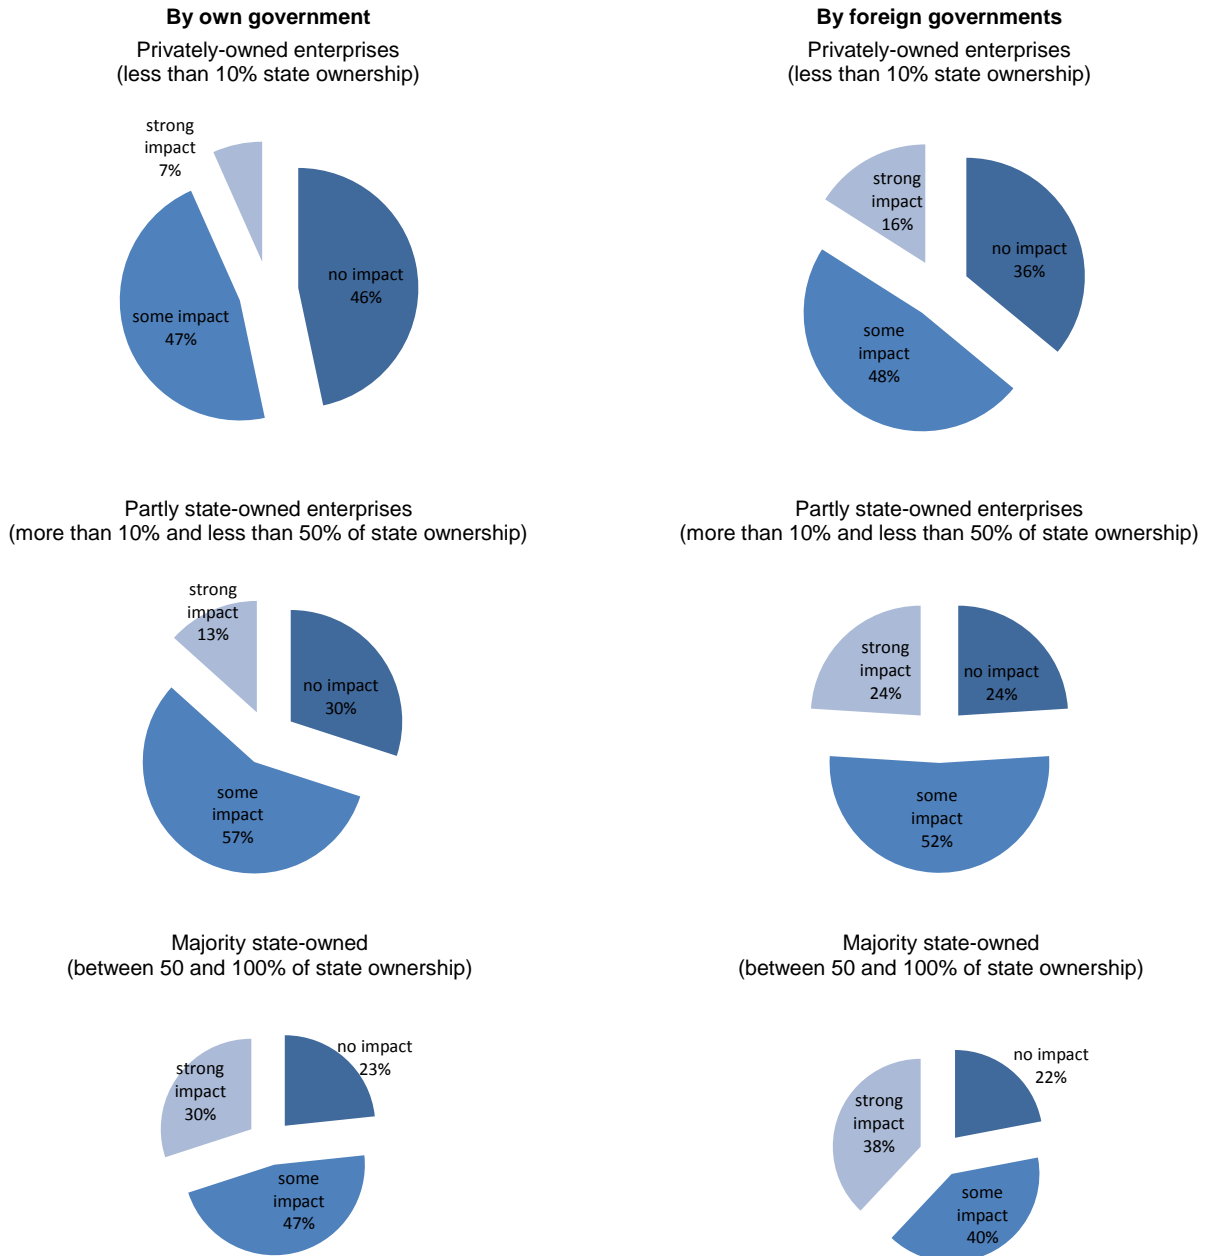 By own government
Privately-owned enterprises
(less than 10% state ownership)
strong
impact
7%
no impact
46%
some impact
47%
By foreign governments
Privately-owned enterprises
(less than 10% state ownership)
strong
impact
16%
no impact
36%
some
impact
48%
Partly state-owned enterprises
(more than 10% and less than 50% of state ownership)
strong
impact
13%
no impact
30%
some
impact
57%
Partly state-owned enterprises
(more than 10% and less than 50% of state ownership)
strong
impact
24%
no impact
24%
some
impact
52%
Majority state-owned
(between 50 and 100% of state ownership)
no impact
23%
strong
impact
30%
some
impact
47%
Majority state-owned
(between 50 and 100% of state ownership)
no impact
22%
strong
impact
38%
some
impact
40%